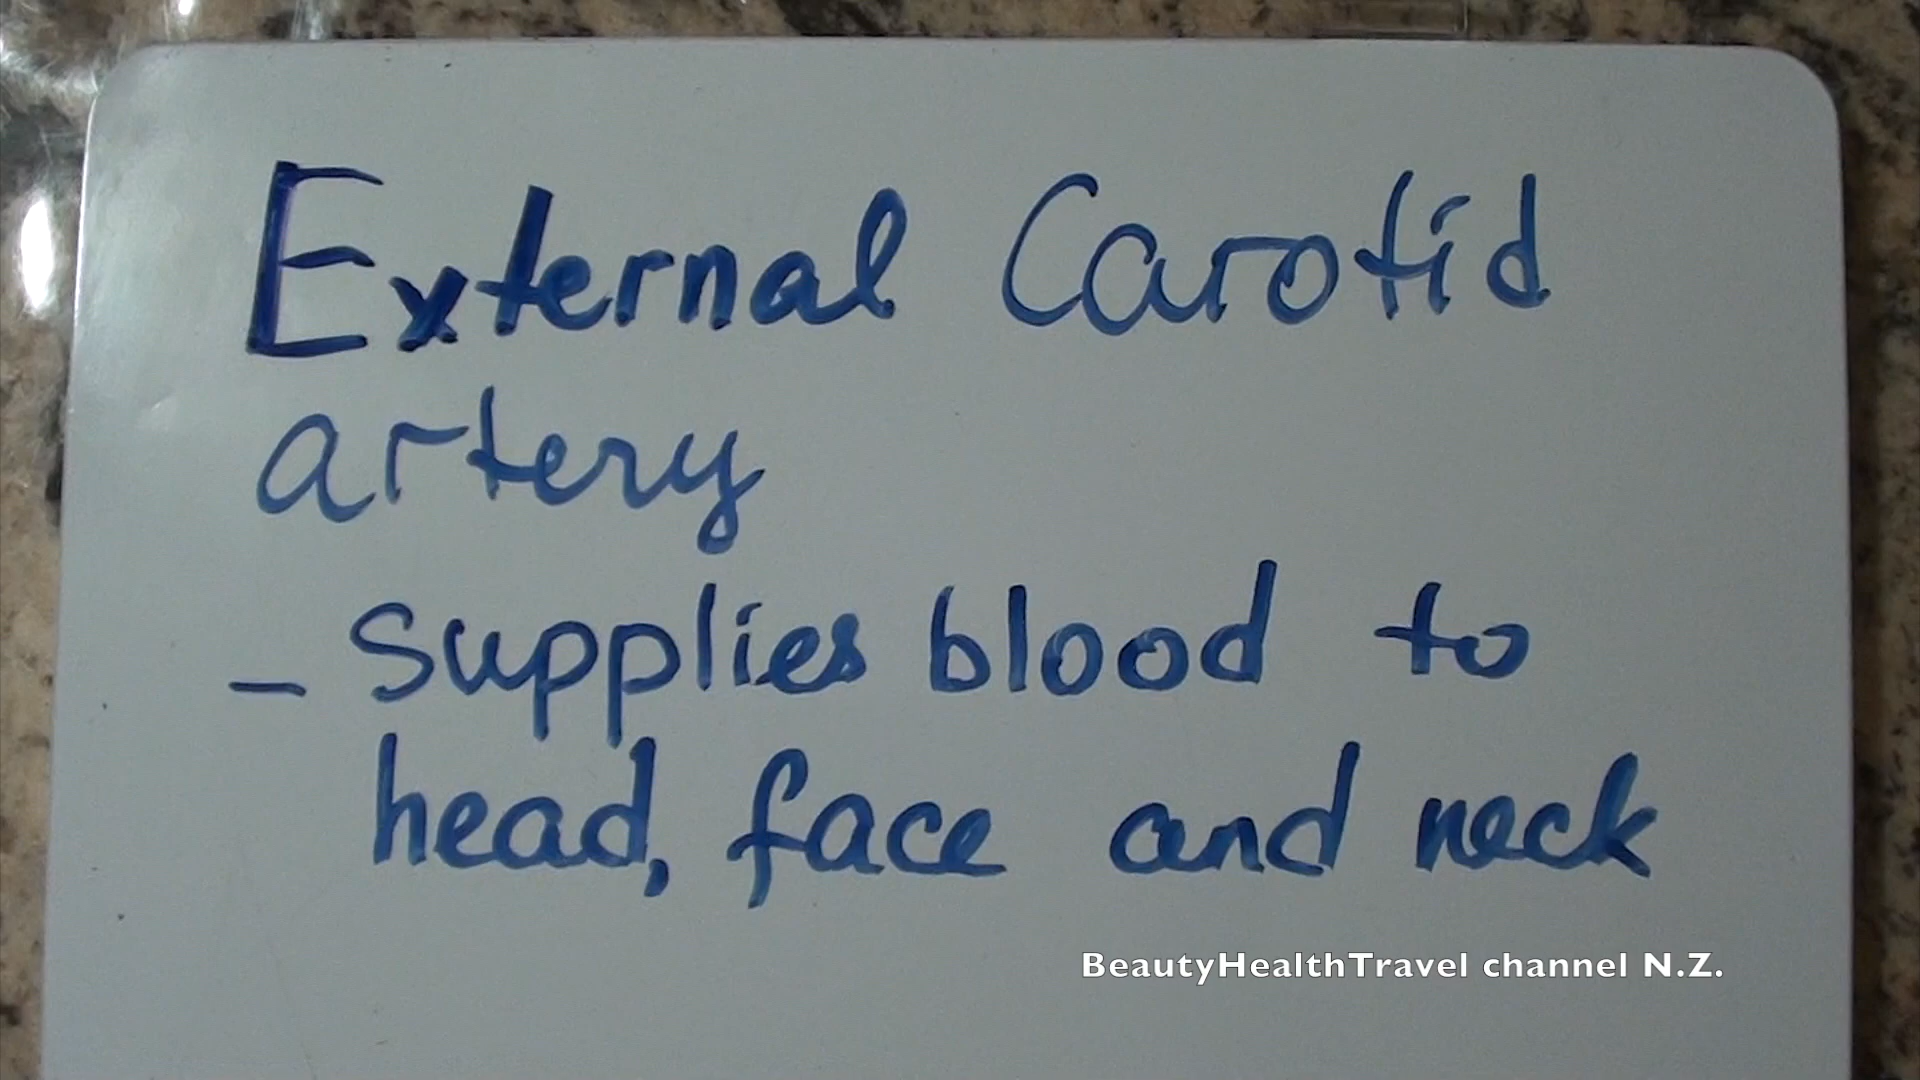 External Carotid
artery
- supplies blood to
head, face and neck
BeautyHealthTravel channel N.Z.